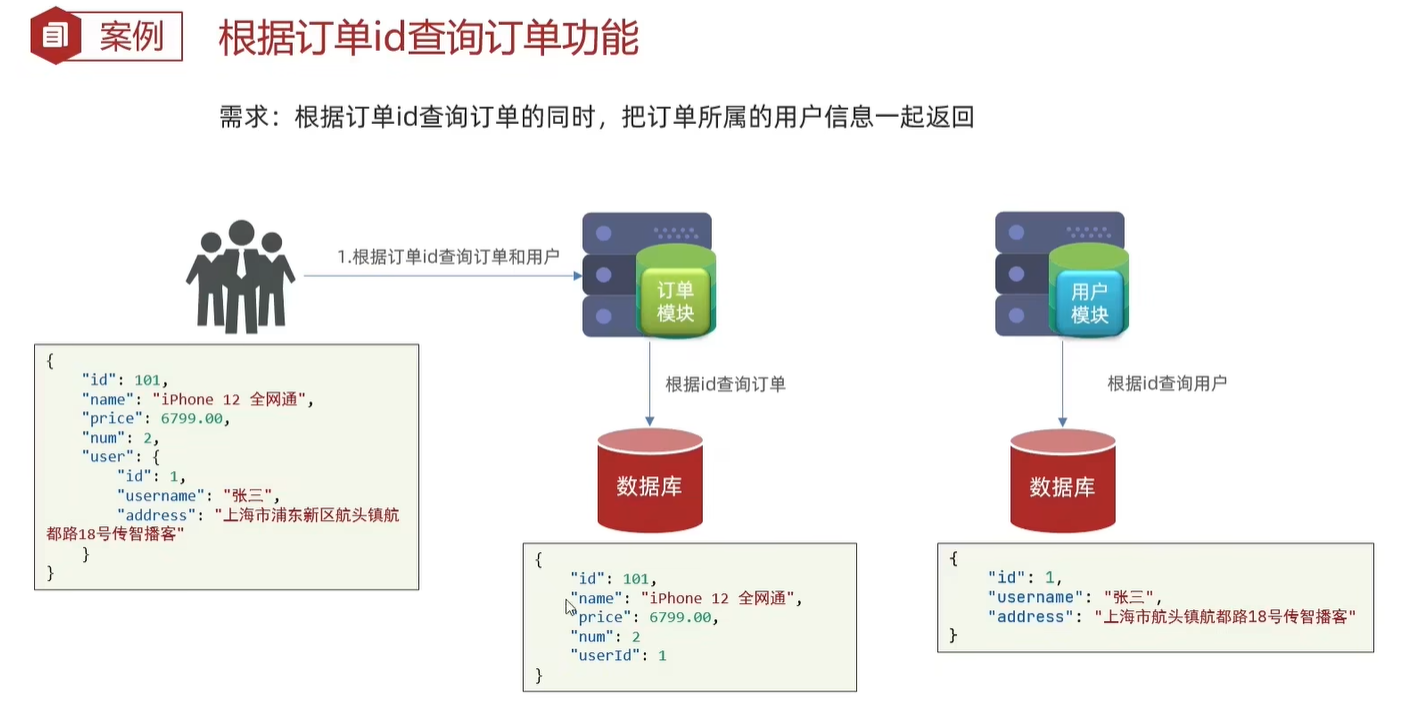 案例
根据订单id查询订单功能
需求：根据订单id查询订单的同时，把订单所属的用户信息一起返回
1.根据订单id查询订单和用户
订单
模块
用户
模块
{
    "id": 101,
    "name": "iPhone 12 全网通",
    "price": 6799.00,
    "num": 2,
    "user": {
        "id": 1,
        "username": "张三",
        "address": "上海市浦东新区航头镇航
都路18号传智播客"
    }
}
根据id查询订单
数据库
{
    "id": 101,
    "name": "iPhone 12 全网通",
    "price": 6799.00,
    "num": 2
    "userId": 1
}
根据id查询用户
数据库
{
    "id": 1,
    "username": "张三",
    "address": "上海市航头镇航都路18号传智播客"
}